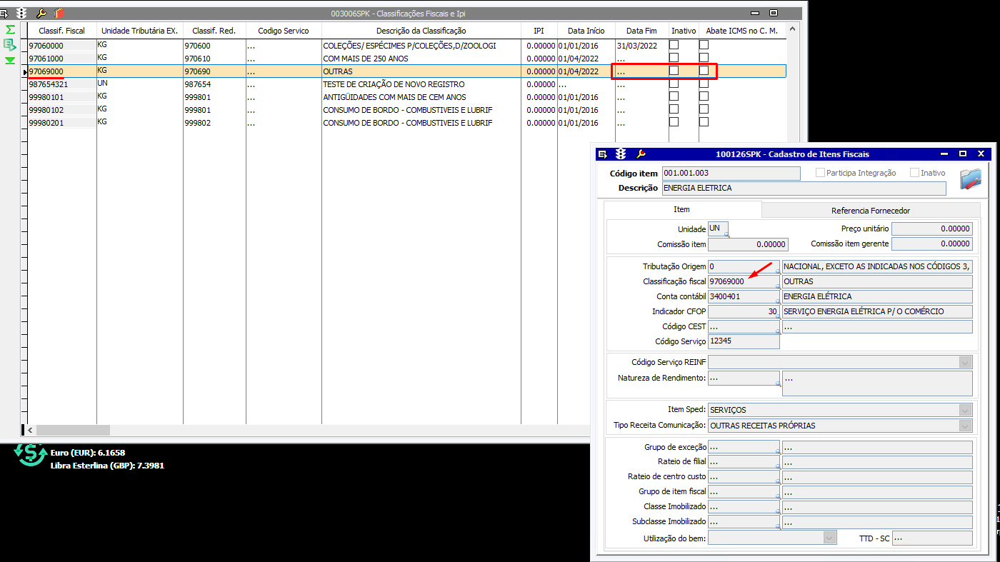 003006SPK - Classificações Fiscais e Ipi
Classif. Fiscal Unidade Tributária EX. Classif. Red. Codigo Servico Descrição da Classificação IPI Data Início Data Fim Inativo Abate ICMS no C. M.
97060000 KG 970600 ... COLEÇÕES/ ESPÉCIMES P/COLEÇÕES,D/ZOOLOGI 0.00000 01/01/2016 31/03/2022
97061000 KG 970610 ... COM MAIS DE 250 ANOS 0.00000 01/04/2022 ...
97069000 KG 970690 ... OUTRAS 0.00000 01/04/2022 ...
987654321 UN 987654 ... TESTE DE CRIAÇÃO DE NOVO REGISTRO 0.00000 ... ...
99980101 KG 999801 ... ANTIGÜIDADES COM MAIS DE CEM ANOS 0.00000 01/01/2016 ...
99980102 KG 999801 ... CONSUMO DE BORDO - COMBUSTIVEIS E LUBRIF 0.00000 01/01/2016 ...
99980201 KG 999802 ... CONSUMO DE BORDO - COMBUSTIVEIS E LUBRIF 0.00000 01/01/2016 ...
Euro (EUR): 6.1658
Libra Esterlina (GBP): 7.3981
100126SPK - Cadastro de Itens Fiscais
Código item 001.001.003 Participa Integração Inativo
Descrição ENERGIA ELETRICA
Item Referencia Fornecedor
Unidade UN Preço unitário 0.00000
Comissão item 0.00000 Comissão item gerente 0.00000
Tributação Origem 0 NACIONAL, EXCETO AS INDICADAS NOS CÓDIGOS 3,
Classificação fiscal 97069000 OUTRAS
Conta contábil 3400401 ENERGIA ELÉTRICA
Indicador CFOP 30 SERVIÇO ENERGIA ELÉTRICA P/ O COMÉRCIO
Código CEST ... ...
Código Serviço 12345
Código Serviço REINF
Natureza de Rendimento: ... ...
Item Sped: SERVIÇOS
Tipo Receita Comunicação: OUTRAS RECEITAS PRÓPRIAS
Grupo de exceção ... ...
Rateio de filial ... ...
Rateio de centro custo ... ...
Grupo de item fiscal ... ...
Classe Imobilizado ... ...
Subclasse Imobilizado ... ...
Utilização do bem: TTD - SC ...